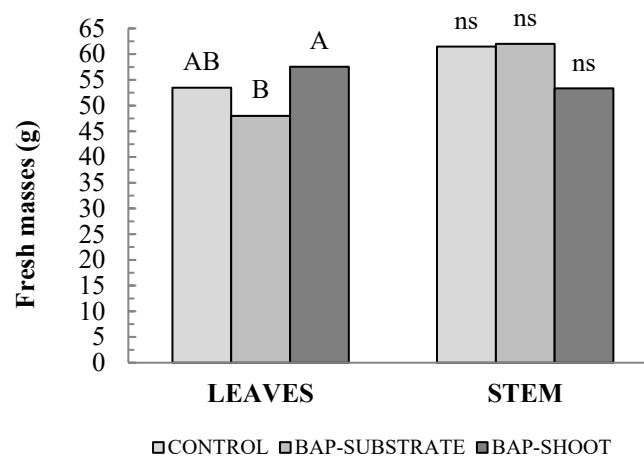 Fresh masses (g)
65
60
55
50
45
40
35
30
25
20
15
10
5
0
AB
B
A
ns
ns
ns
LEAVES
STEM
CONTROL
BAP-SUBSTRATE
BAP-SHOOT